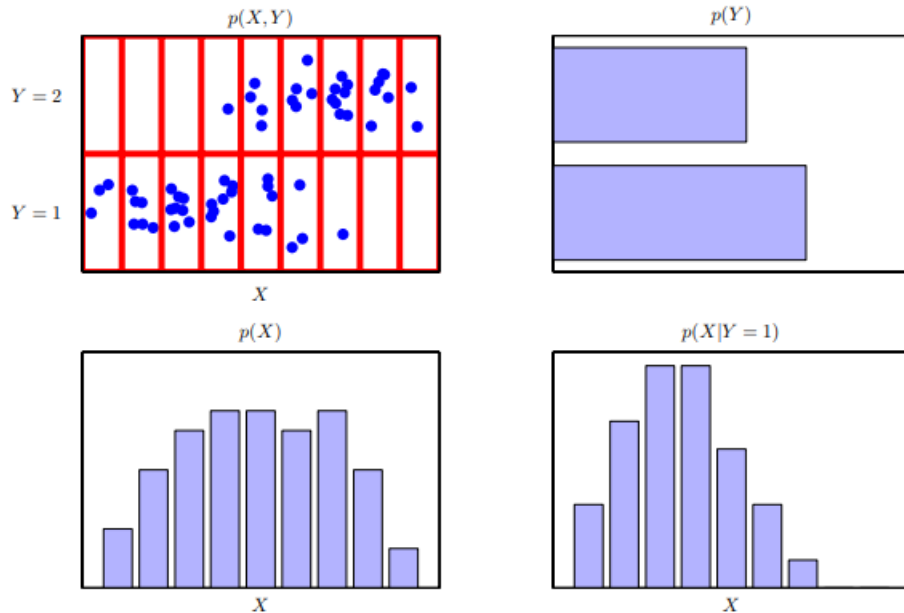 p(X, Y)
p(Y)
Y = 2
Y = 1
X
p(X)
p(X|Y = 1)
X
X